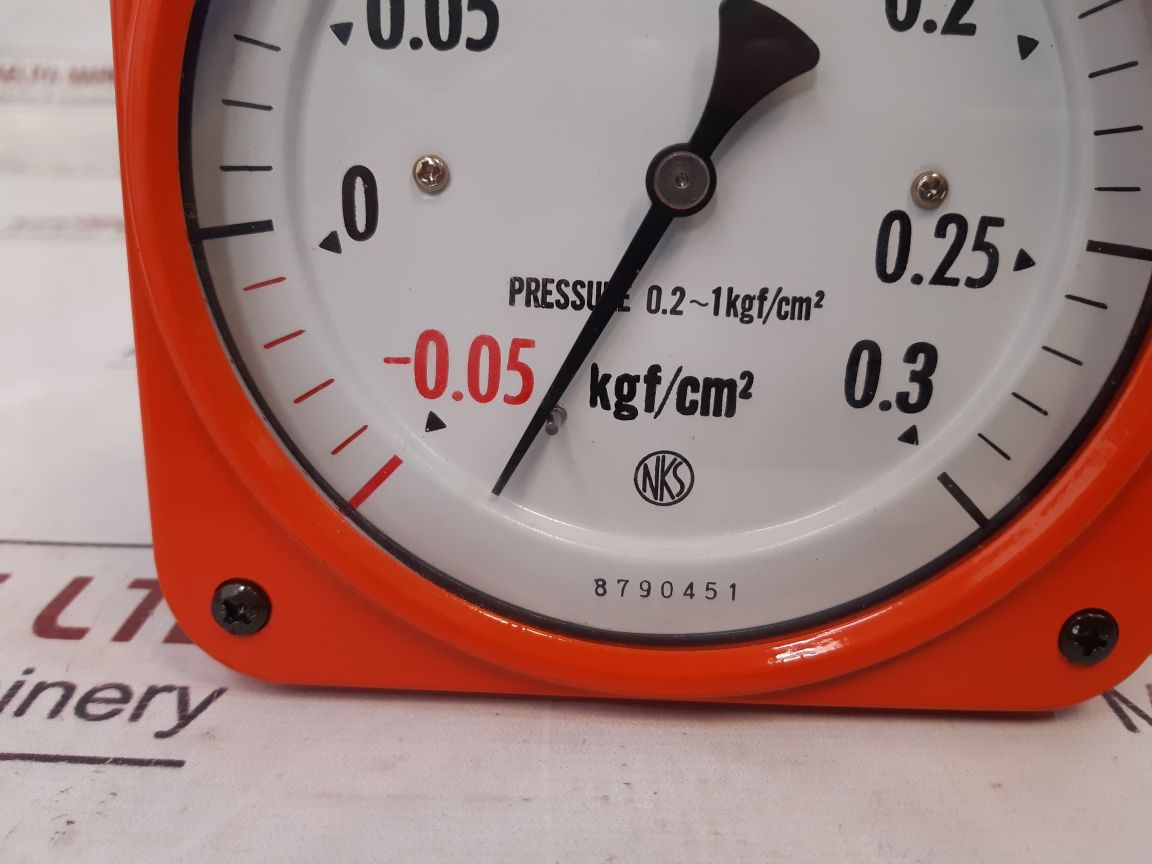 0.05
0.2
0
0.25
PRESSURE 0.2~1kgf/cm²
-0.05
kgf/cm²
0.3
NKS
8790451
LT
inery